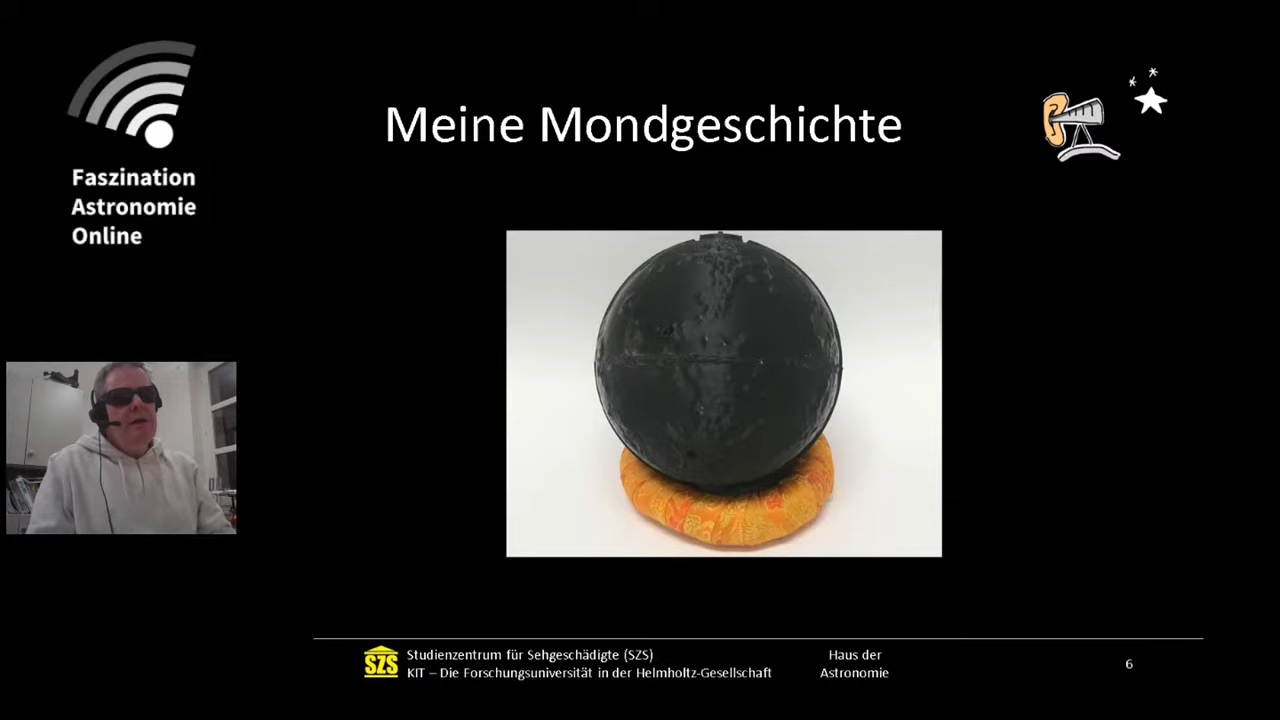 Faszination
Astronomie
Online
Meine Mondgeschichte
SZS
Studienzentrum für Sehgeschädigte (SZS)
KIT – Die Forschungsuniversität in der Helmholtz-Gesellschaft
Haus der
Astronomie
6